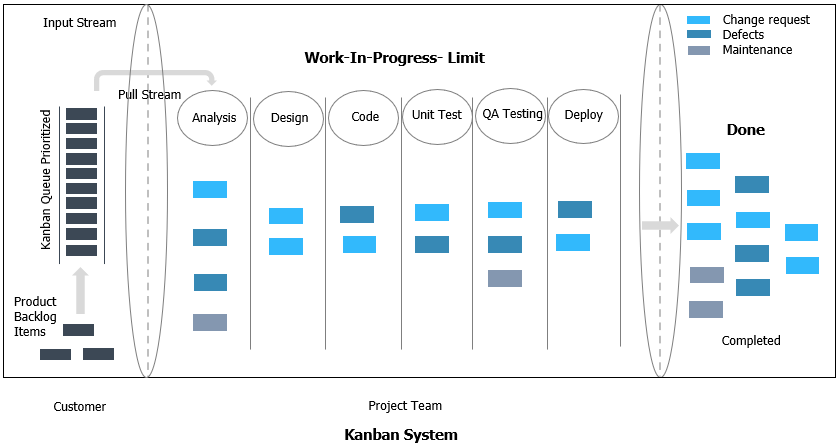 Input Stream
Change request
Defects
Maintenance
Work-In-Progress- Limit
Pull Stream
Analysis
Design
Code
Unit Test
QA Testing
Deploy
Done
Kanban Queue Prioritized
Product
Backlog
Items
Completed
Customer
Project Team
Kanban System